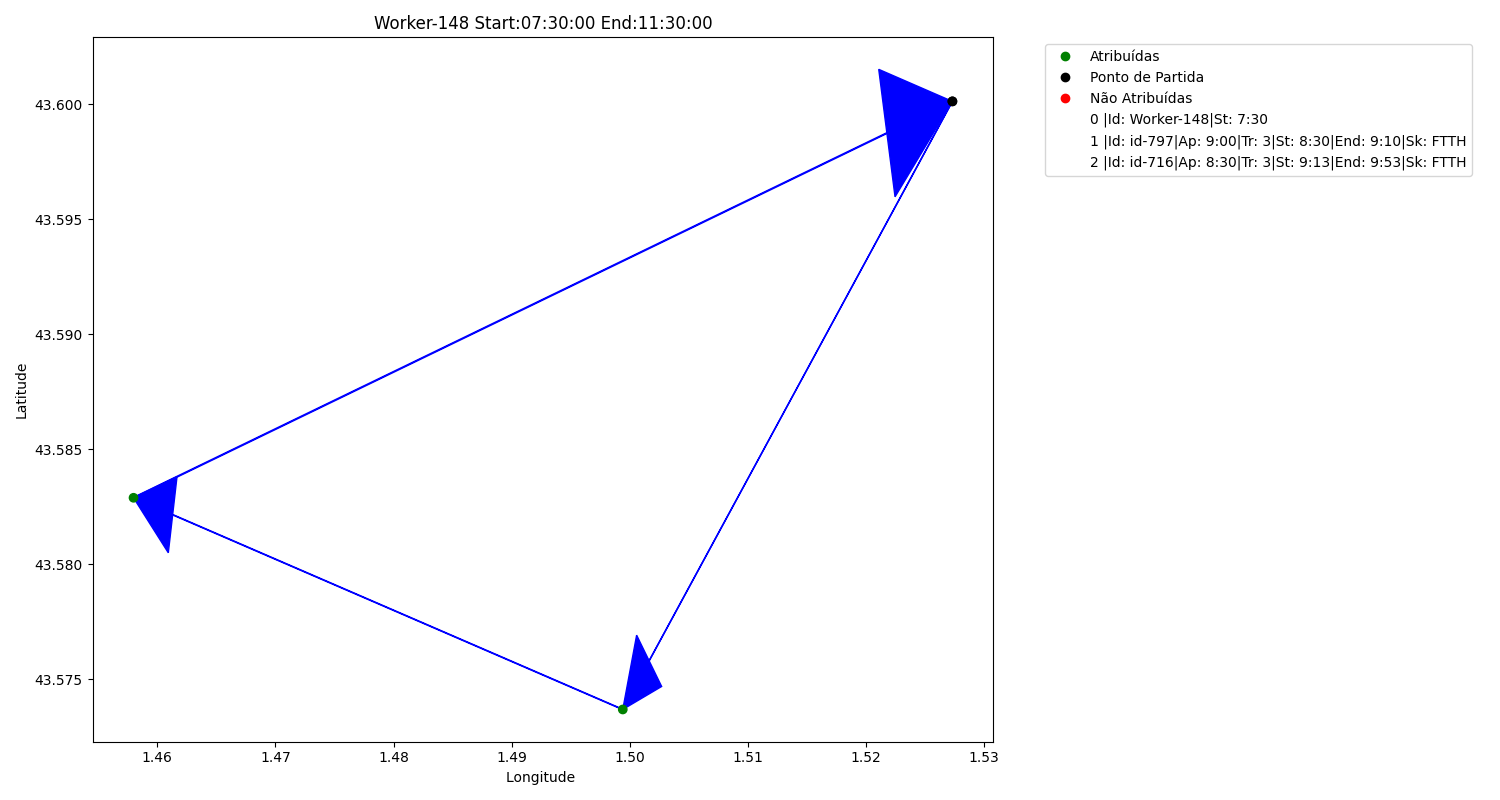 Worker-148 Start:07:30:00 End:11:30:00
43.600
43.595
43.590
43.585
43.580
43.575
Latitude
1.46 1.47 1.48 1.49 1.50 1.51 1.52 1.53
Longitude
Atribuídas
Ponto de Partida
Não Atribuídas
0 |Id: Worker-148|St: 7:30
1 |Id: id-797|Ap: 9:00|Tr: 3|St: 8:30|End: 9:10|Sk: FTTH
2 |Id: id-716|Ap: 8:30|Tr: 3|St: 9:13|End: 9:53|Sk: FTTH